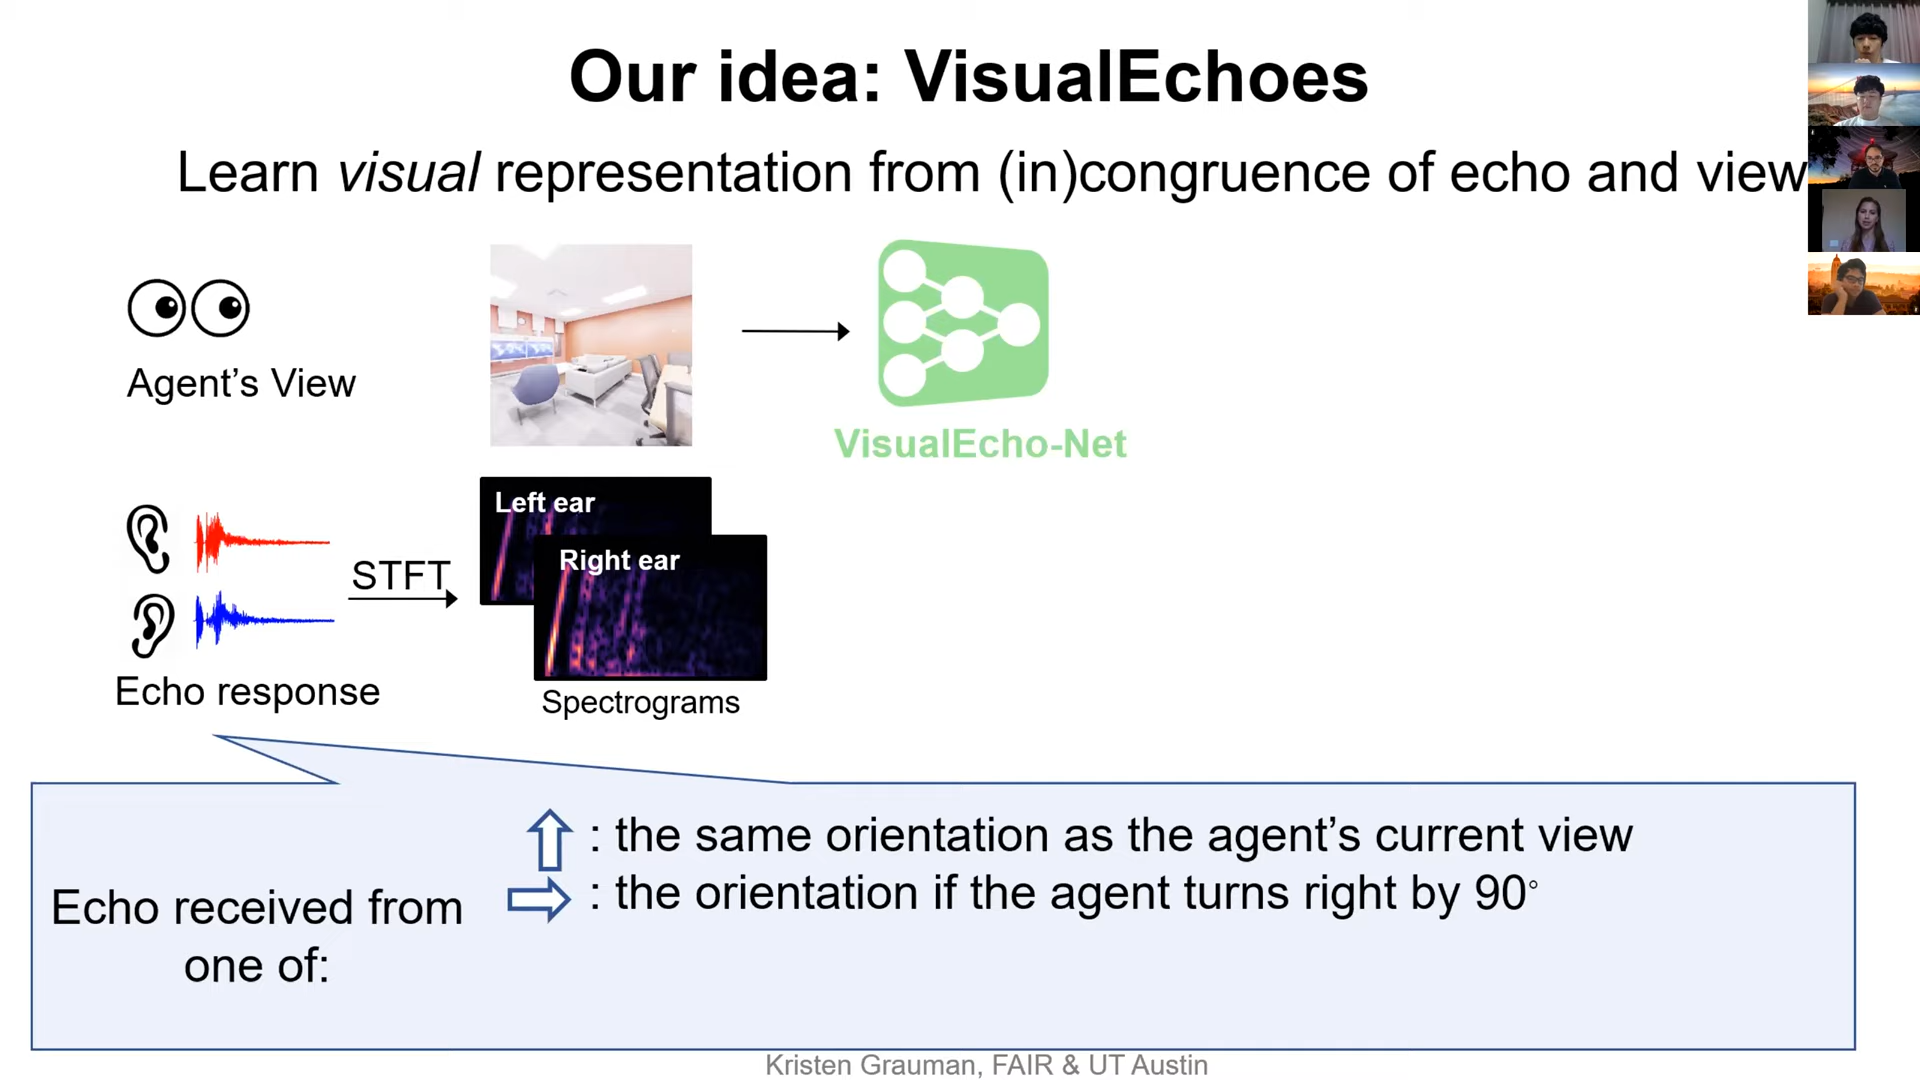 Our idea: VisualEchoes
Learn visual representation from (in)congruence of echo and view
Agent's View
VisualEcho-Net
Left ear
Right ear
STFT
Echo response
Spectrograms
: the same orientation as the agent's current view
: the orientation if the agent turns right by 90°
Echo received from
one of:
Kristen Grauman, FAIR & UT Austin